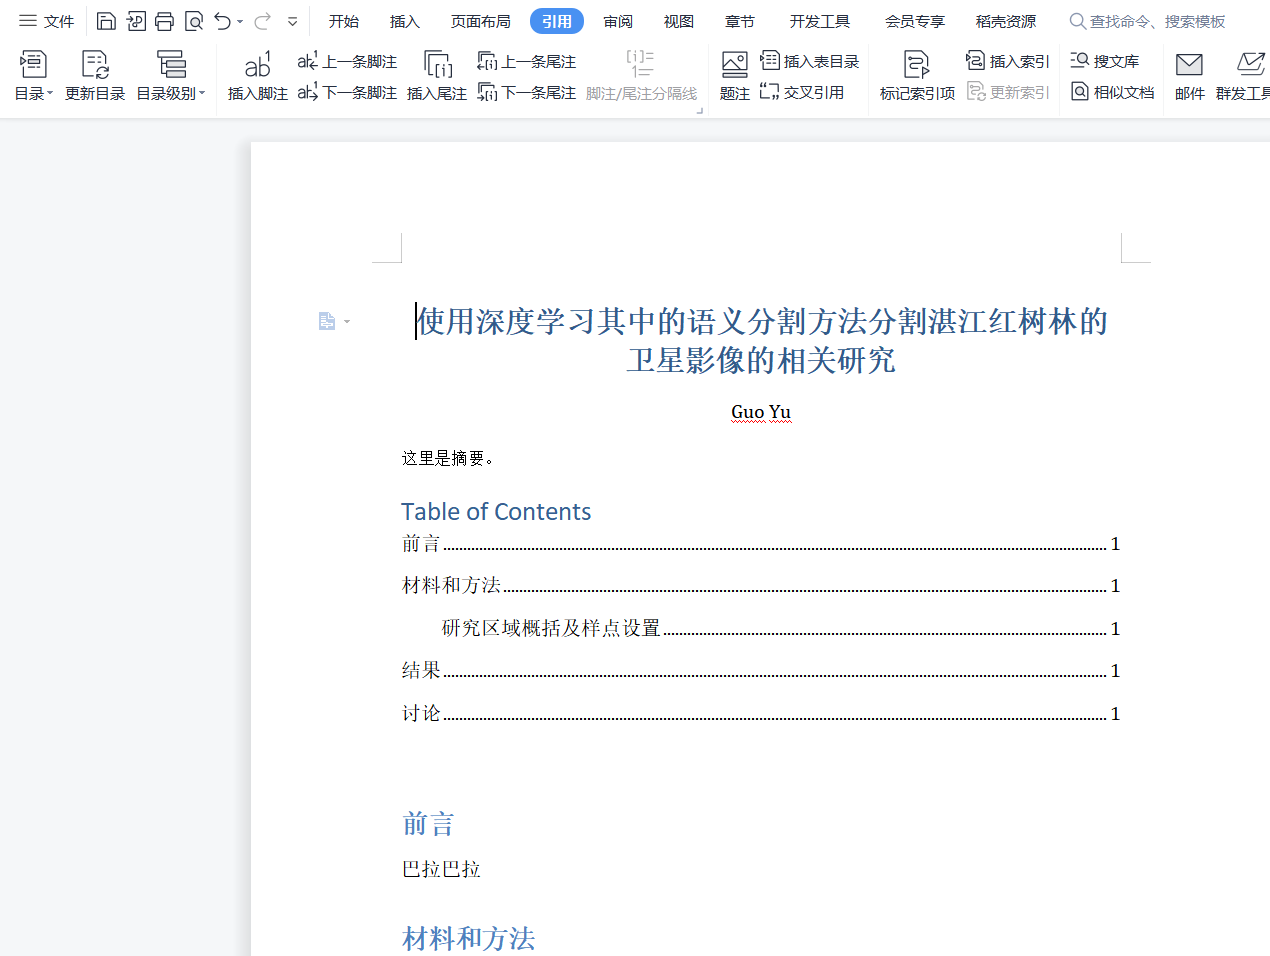 文件 开始 插入 页面布局 引用 审阅 视图 章节 开发工具 会员专享 稻壳资源 查找命令、搜索模板
目录 更新目录 目录级别 插入脚注 上一条脚注 下一条脚注 插入尾注 上一条尾注 下一条尾注 脚注/尾注分隔线 题注 插入表目录 交叉引用 标记索引项 插入索引 更新索引 搜文库 相似文档 邮件 群发工具
使用深度学习其中的语义分割方法分割湛江红树林的
卫星影像的相关研究
Guo Yu
这里是摘要。
Table of Contents
前言 1
材料和方法 1
研究区域概括及样点设置 1
结果 1
讨论 1
前言
巴拉巴拉
材料和方法